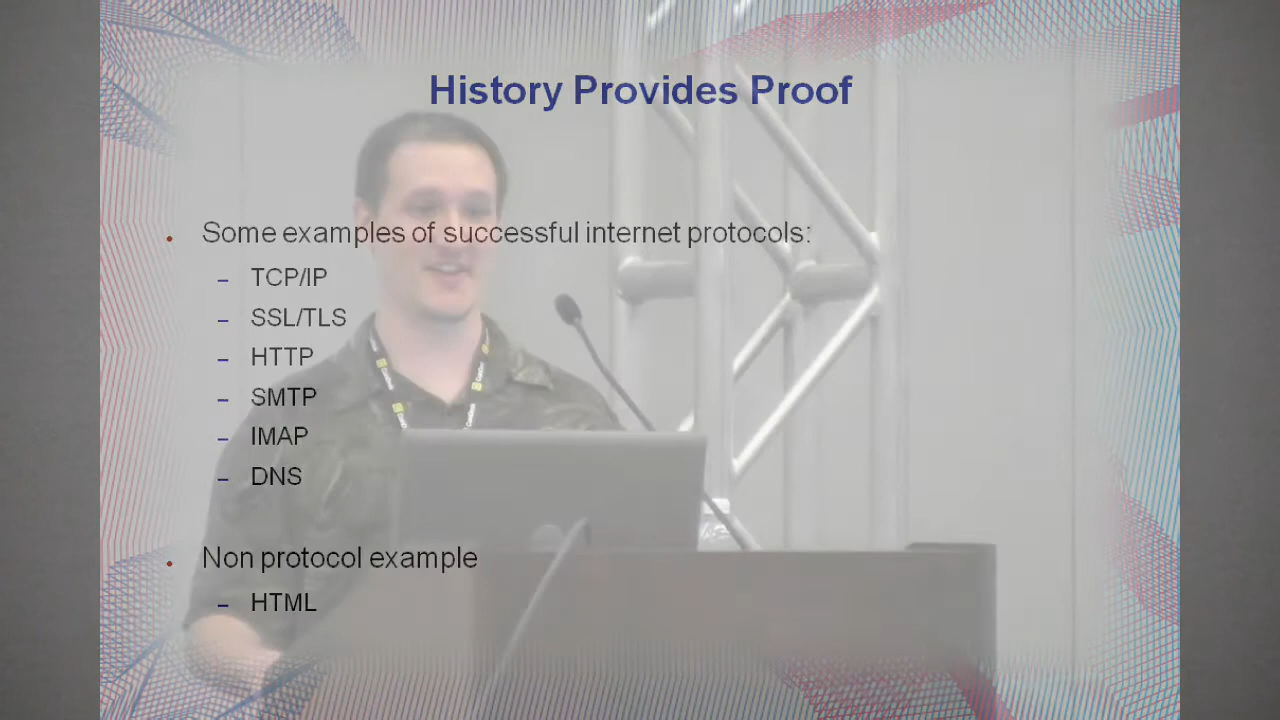 History Provides Proof
Some examples of successful internet protocols:
– TCP/IP
– SSL/TLS
– HTTP
– SMTP
– IMAP
– DNS
Non protocol example
– HTML